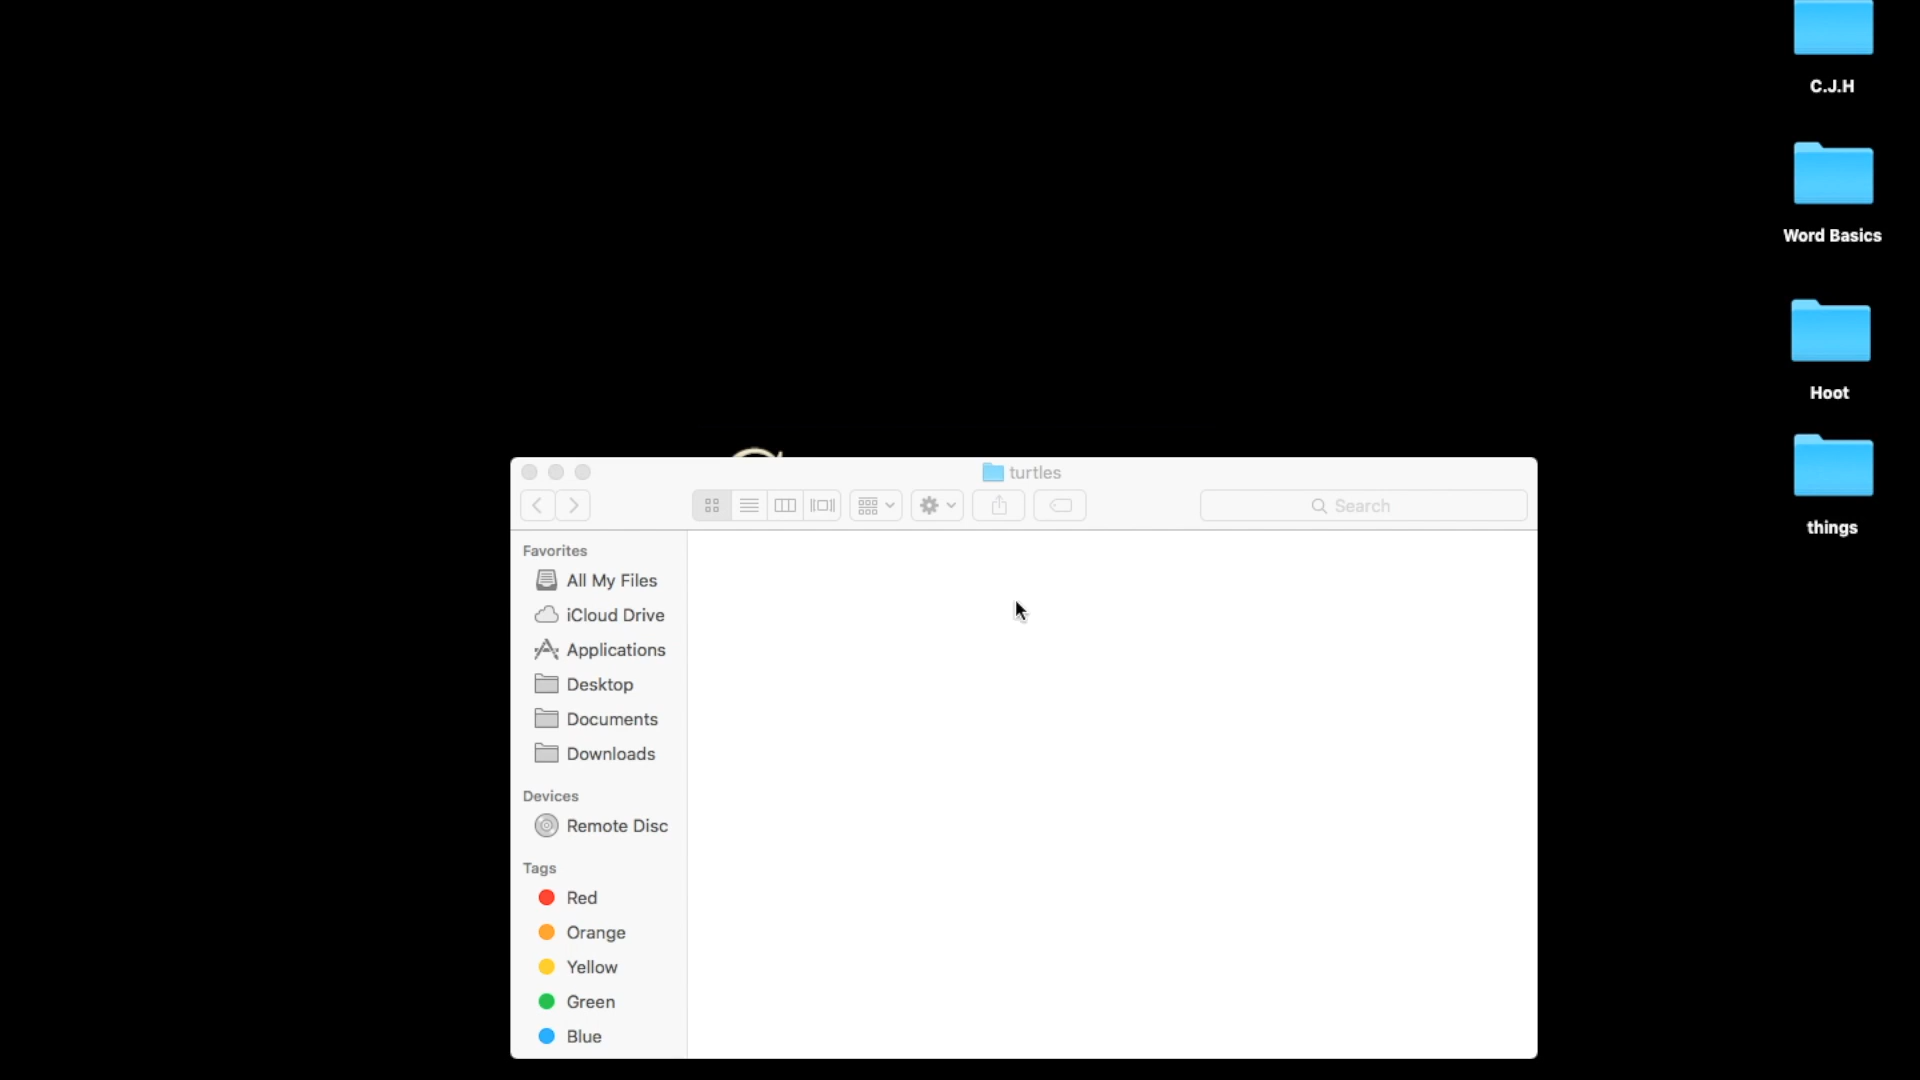 C.J.H
Word Basics
Hoot
things
turtles
Search
Favorites
All My Files
iCloud Drive
Applications
Desktop
Documents
Downloads
Devices
Remote Disc
Tags
Red
Orange
Yellow
Green
Blue